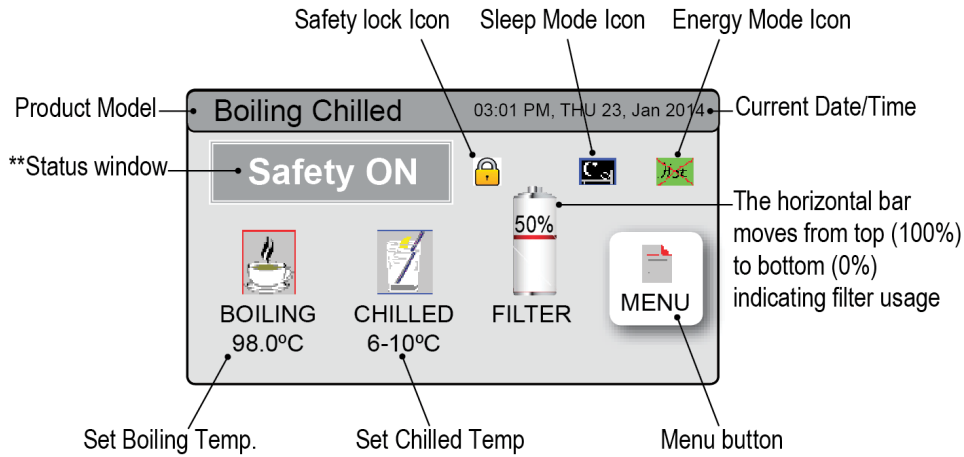 Safety lock Icon
Sleep Mode Icon
Energy Mode Icon
Product Model
Boiling Chilled
03:01 PM, THU 23, Jan 2014
Current Date/Time
**Status window
Safety ON
Hot
50%
The horizontal bar
moves from top (100%)
to bottom (0%)
indicating filter usage
BOILING
98.0ºC
CHILLED
6-10ºC
FILTER
MENU
Set Boiling Temp.
Set Chilled Temp
Menu button